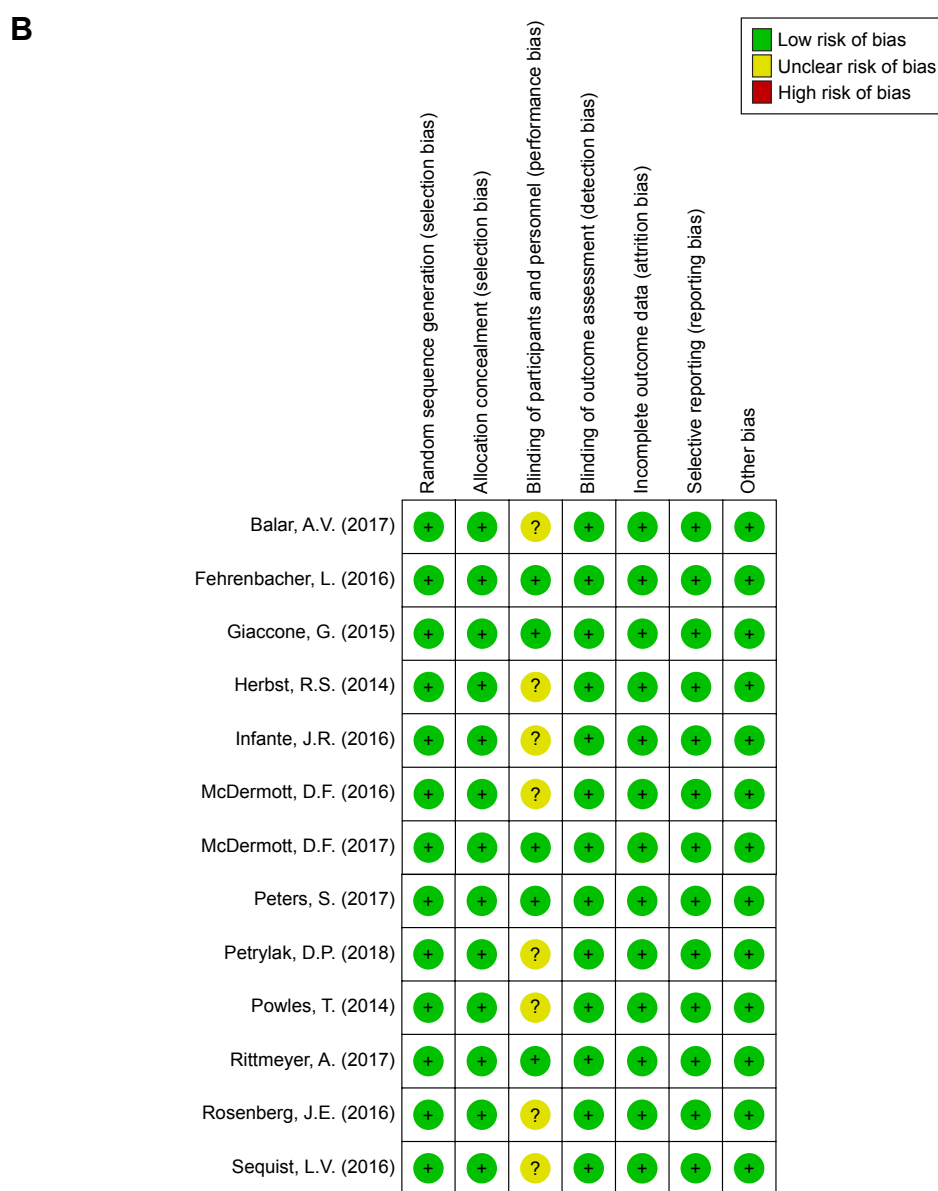 B
Low risk of bias
Unclear risk of bias
High risk of bias
Random sequence generation (selection bias)
Allocation concealment (selection bias)
Blinding of participants and personnel (performance bias)
Blinding of outcome assessment (detection bias)
Incomplete outcome data (attrition bias)
Selective reporting (reporting bias)
Other bias
Balar, A.V. (2017) + + ? + + + +
Fehrenbacher, L. (2016) + + + + + + +
Giaccone, G. (2015) + + + + + + +
Herbst, R.S. (2014) + + ? + + + +
Infante, J.R. (2016) + + ? + + + +
McDermott, D.F. (2016) + + ? + + + +
McDermott, D.F. (2017) + + + + + + +
Peters, S. (2017) + + + + + + +
Petrylak, D.P. (2018) + + ? + + + +
Powles, T. (2014) + + ? + + + +
Rittmeyer, A. (2017) + + + + + + +
Rosenberg, J.E. (2016) + + ? + + + +
Sequist, L.V. (2016) + + ? + + + +